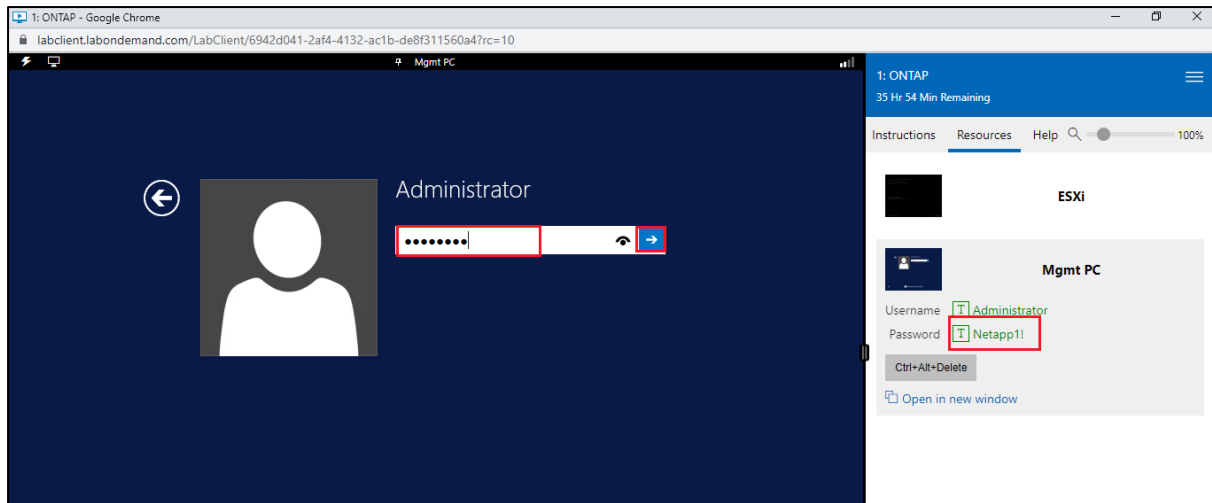 1: ONTAP - Google Chrome
labclient.labondemand.com/LabClient/6942d041-2af4-4132-ac1b-de8f311560a4?rc=10
Mgmt PC
1: ONTAP
35 Hr 54 Min Remaining
Instructions Resources Help 100%
Administrator
ESXi
Mgmt PC
Username T Administrator
Password T Netapp1!
Ctrl+Alt+Delete
Open in new window